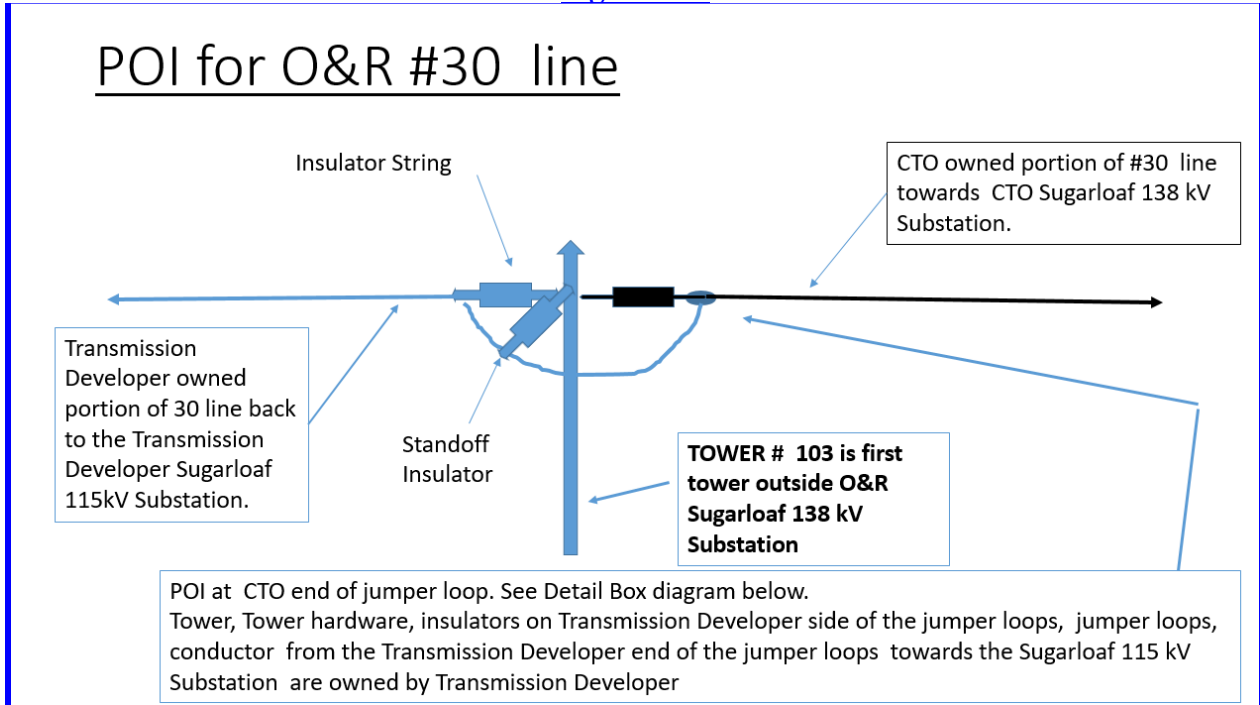 POI for O&R #30 line
Insulator String
CTO owned portion of #30 line
towards CTO Sugarloaf 138 kV
Substation.
Transmission
Developer owned
portion of 30 line back
to the Transmission
Developer Sugarloaf
115kV Substation.
Standoff
Insulator
TOWER # 103 is first
tower outside O&R
Sugarloaf 138 kV
Substation
POI at CTO end of jumper loop. See Detail Box diagram below.
Tower, Tower hardware, insulators on Transmission Developer side of the jumper loops, jumper loops,
conductor from the Transmission Developer end of the jumper loops towards the Sugarloaf 115 kV
Substation are owned by Transmission Developer